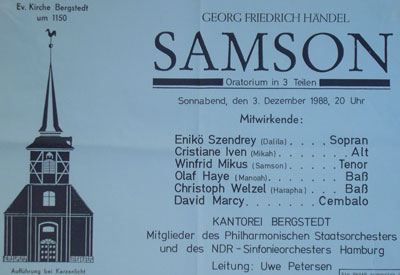 Ev. Kirche Bergstedt
um 1150
GEORG FRIEDRICH HÄNDEL
SAMSON
Oratorium in 3 Teilen
Sonnabend, den 3. Dezember 1988, 20 Uhr
Mitwirkende:
Enikö Szendrey (Dalila) . . . . Sopran
Cristiane Iven (Mikah) . . . . . . Alt
Winfrid Mikus (Samson) . . . . Tenor
Olaf Haye (Manoah) . . . . . . . Baß
Christoph Welzel (Harapha) . . . Baß
David Marcy . . . . . . . Cembalo
KANTOREI BERGSTEDT
Mitglieder des Philharmonischen Staatsorchesters
und des NDR-Sinfonieorchesters Hamburg
Leitung: Uwe Petersen
Aufführung bei Kerzenlicht